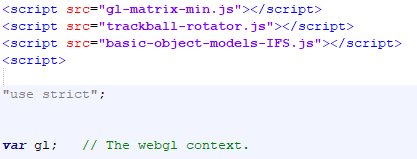 <script src="gl-matrix-min.js"></script>
<script src="trackball-rotator.js"></script>
<script src="basic-object-models-IFS.js"></script>
<script>
"use strict";
var gl;   // The webgl context.